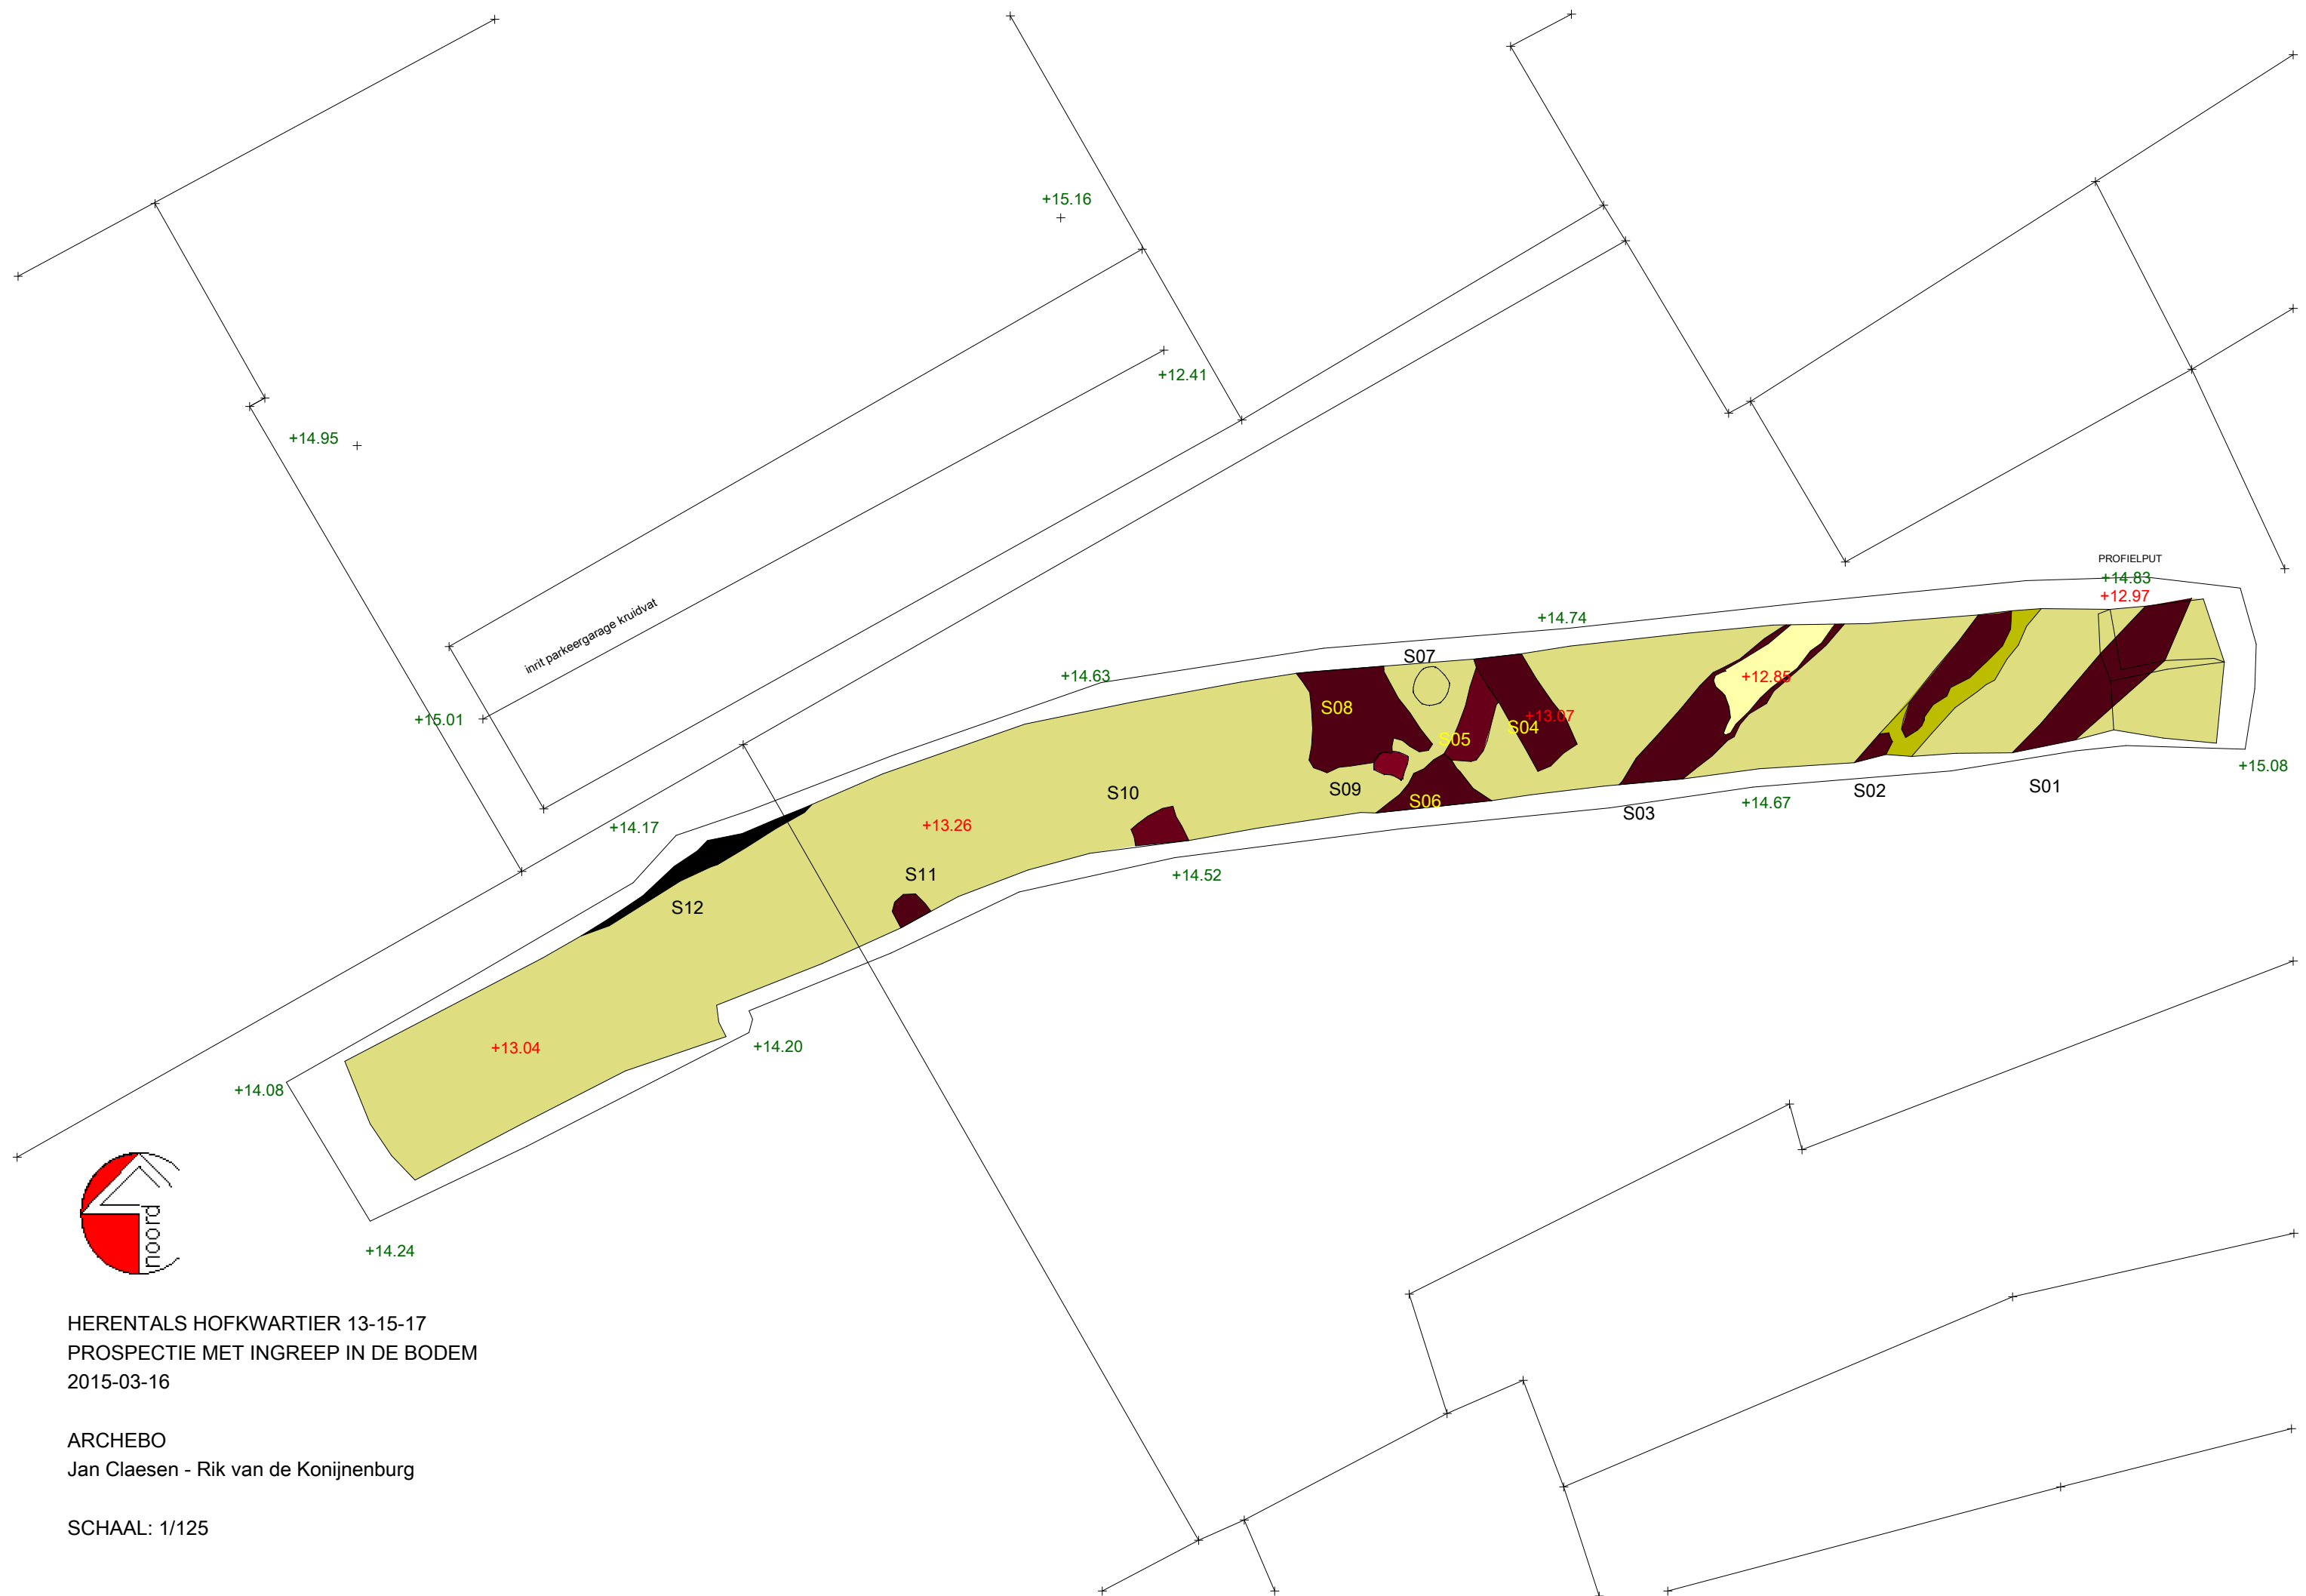 +15.16
+12.41
+14.95
inrit parkeergarage kruidvat
+15.01
PROFIELPUT
+14.83
+12.97
+14.74
S07
+14.63
+12.85
S08
+13.07
S04
S05
+15.08
S09
S10
S06
S02
S01
+14.67
S03
+14.17
+13.26
S11
+14.52
S12
+13.04
+14.20
+14.08
noord
+14.24
HERENTALS HOFKWARTIER 13-15-17
PROSPECTIE MET INGREEP IN DE BODEM
2015-03-16
ARCHEBO
Jan Claesen - Rik van de Konijnenburg
SCHAAL: 1/125